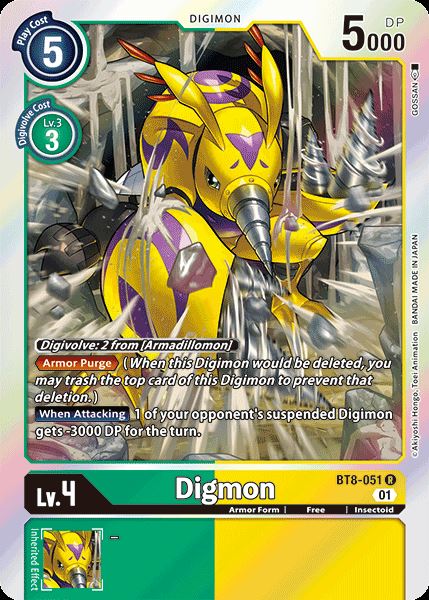 DIGIMON
Play Cost
5
DP
5000
Digivolve Cost
Lv.3
3
GOSSAN
©Akiyoshi Hongo, Toei Animation BANDAI MADE IN JAPAN
Digivolve: 2 from [Armadillomon]
Armor Purge (When this Digimon would be deleted, you
may trash the top card of this Digimon to prevent that
deletion.)
When Attacking 1 of your opponent's suspended Digimon
gets -3000 DP for the turn.
Lv.4
Digmon
BT8-051 R
01
Armor Form | Free | Insectoid
Inherited Effect
-